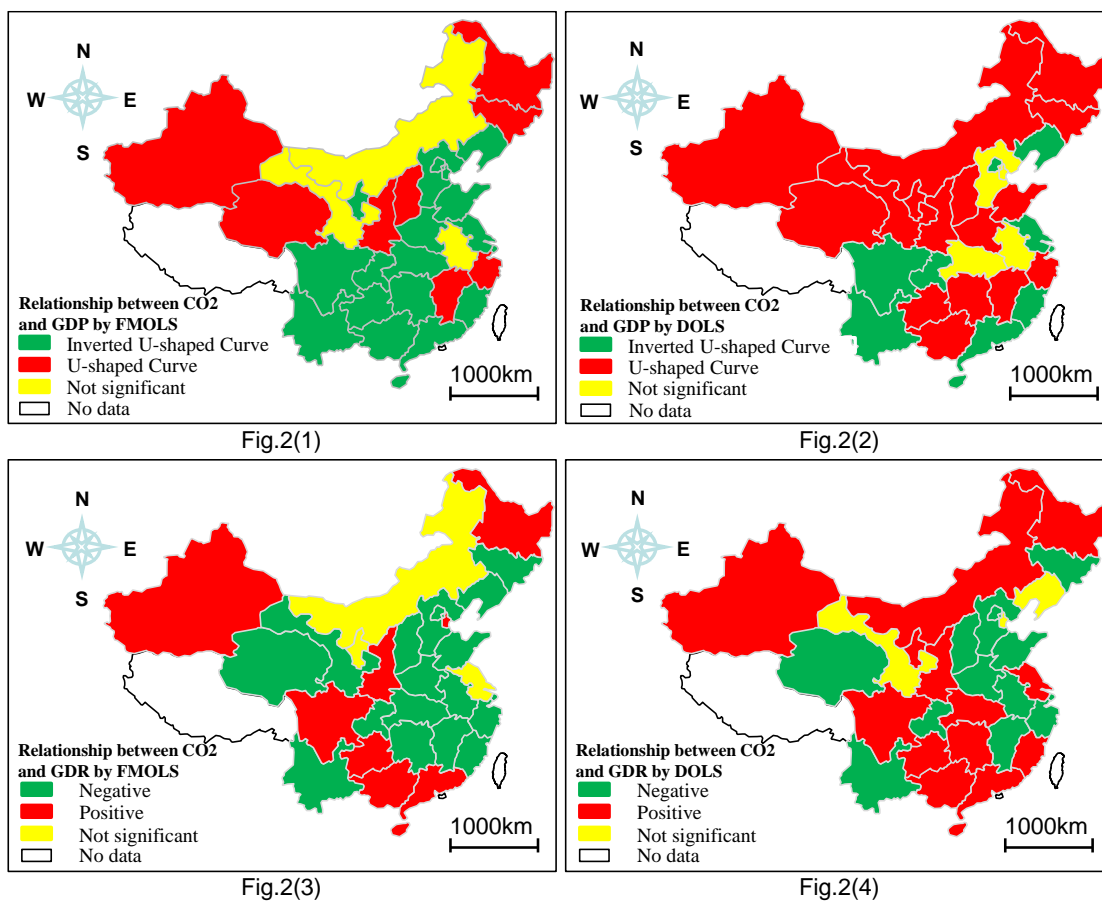 N
W E
S
Relationship between CO2
and GDP by FMOLS
Inverted U-shaped Curve
U-shaped Curve
Not significant
No data
1000km
Fig.2(1)
N
W E
S
Relationship between CO2
and GDP by DOLS
Inverted U-shaped Curve
U-shaped Curve
Not significant
No data
1000km
Fig.2(2)
N
W E
S
Relationship between CO2
and GDR by FMOLS
Negative
Positive
Not significant
No data
1000km
Fig.2(3)
N
W E
S
Relationship between CO2
and GDR by DOLS
Negative
Positive
Not significant
No data
1000km
Fig.2(4)